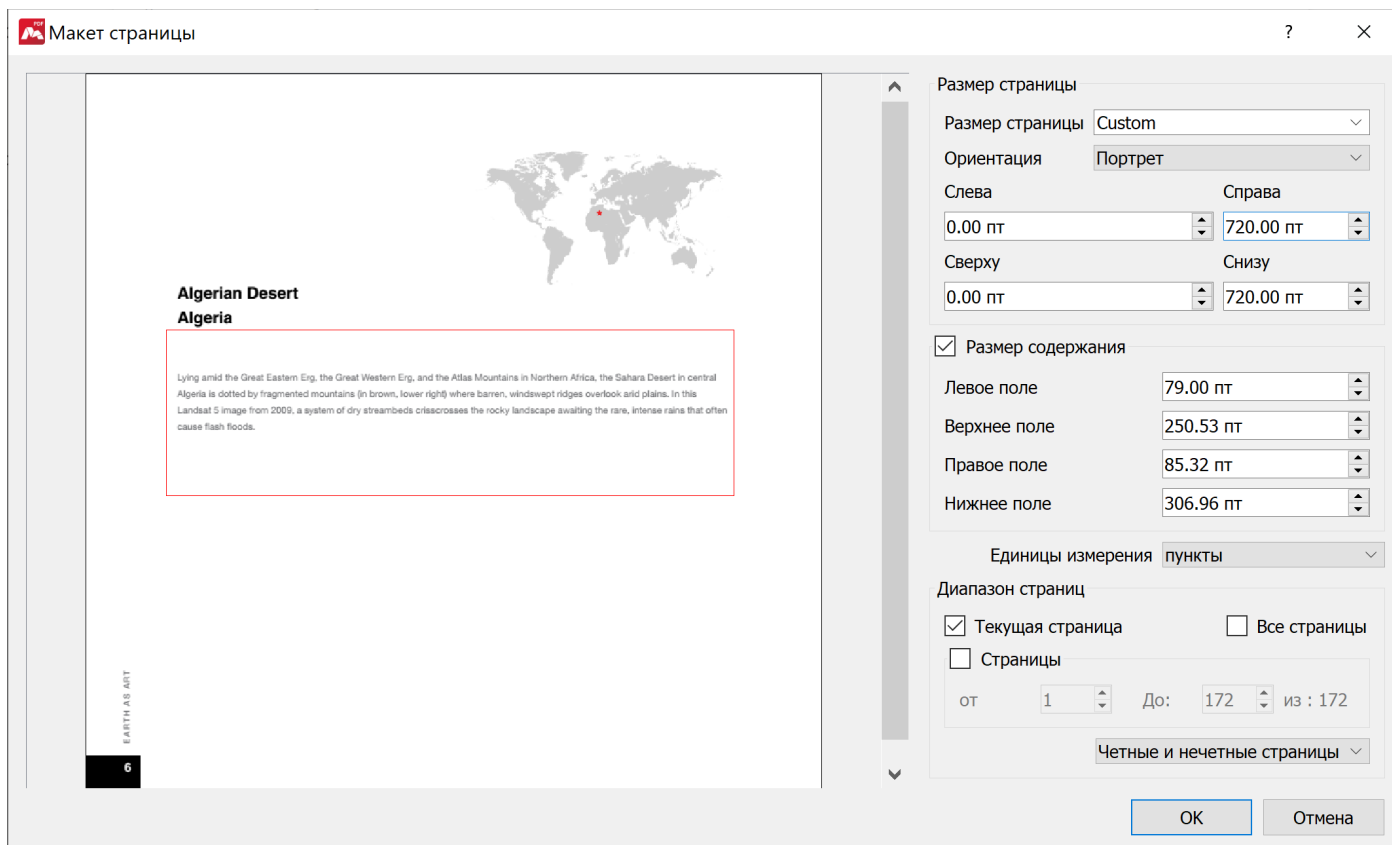 PDF
Макет страницы
?
Algerian Desert
Algeria
Lying amid the Great Eastern Erg, the Great Western Erg, and the Atlas Mountains in Northern Africa, the Sahara Desert in central
Algeria is dotted by fragmented mountains (in brown, lower right) where barren, windswept ridges overlook arid plains. In this
Landsat 5 image from 2009, a system of dry streambeds crisscrosses the rocky landscape awaiting the rare, intense rains that often
cause flash floods.
EARTH AS ART
6
Размер страницы
Размер страницы Custom
Ориентация Портрет
Слева Справа
0.00 пт 720.00 пт
Сверху Снизу
0.00 пт 720.00 пт
Размер содержания
Левое поле 79.00 пт
Верхнее поле 250.53 пт
Правое поле 85.32 пт
Нижнее поле 306.96 пт
Единицы измерения пункты
Диапазон страниц
Текущая страница Все страницы
Страницы
от 1 До: 172 из : 172
Четные и нечетные страницы
OK Отмена